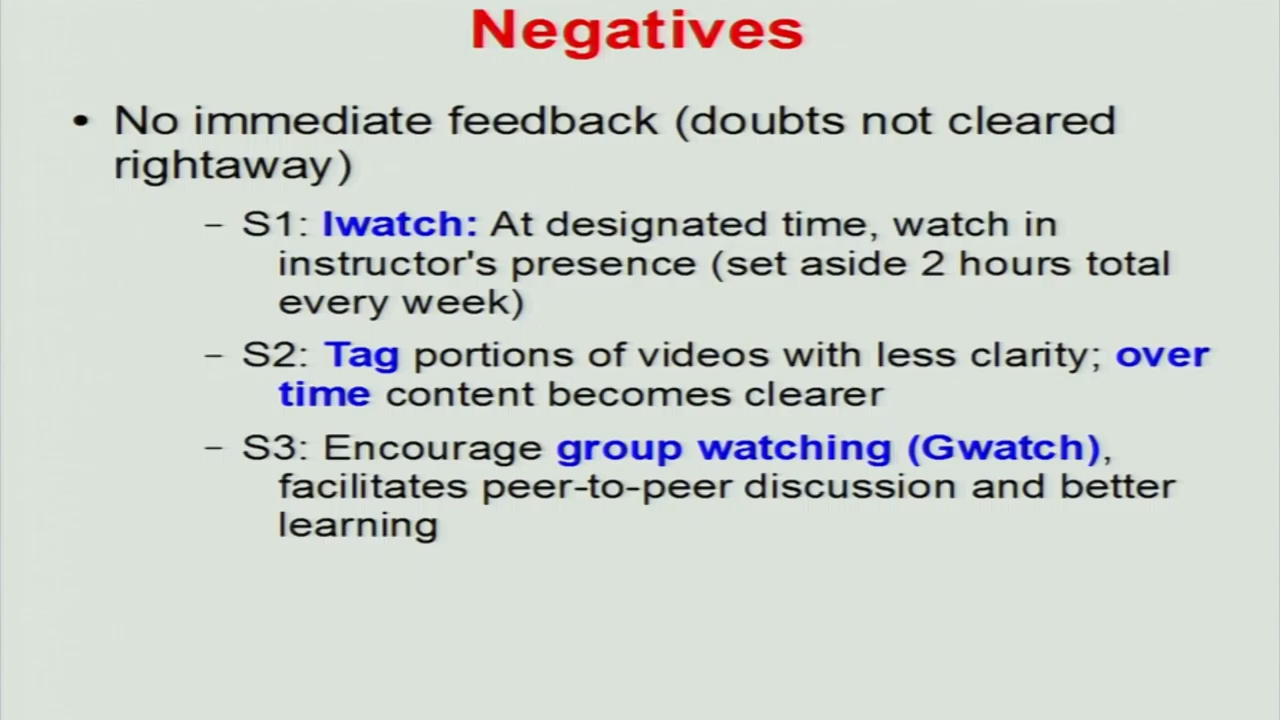 Negatives
• No immediate feedback (doubts not cleared
rightaway)
– S1: Iwatch: At designated time, watch in
instructor's presence (set aside 2 hours total
every week)
– S2: Tag portions of videos with less clarity; over
time content becomes clearer
– S3: Encourage group watching (Gwatch),
facilitates peer-to-peer discussion and better
learning